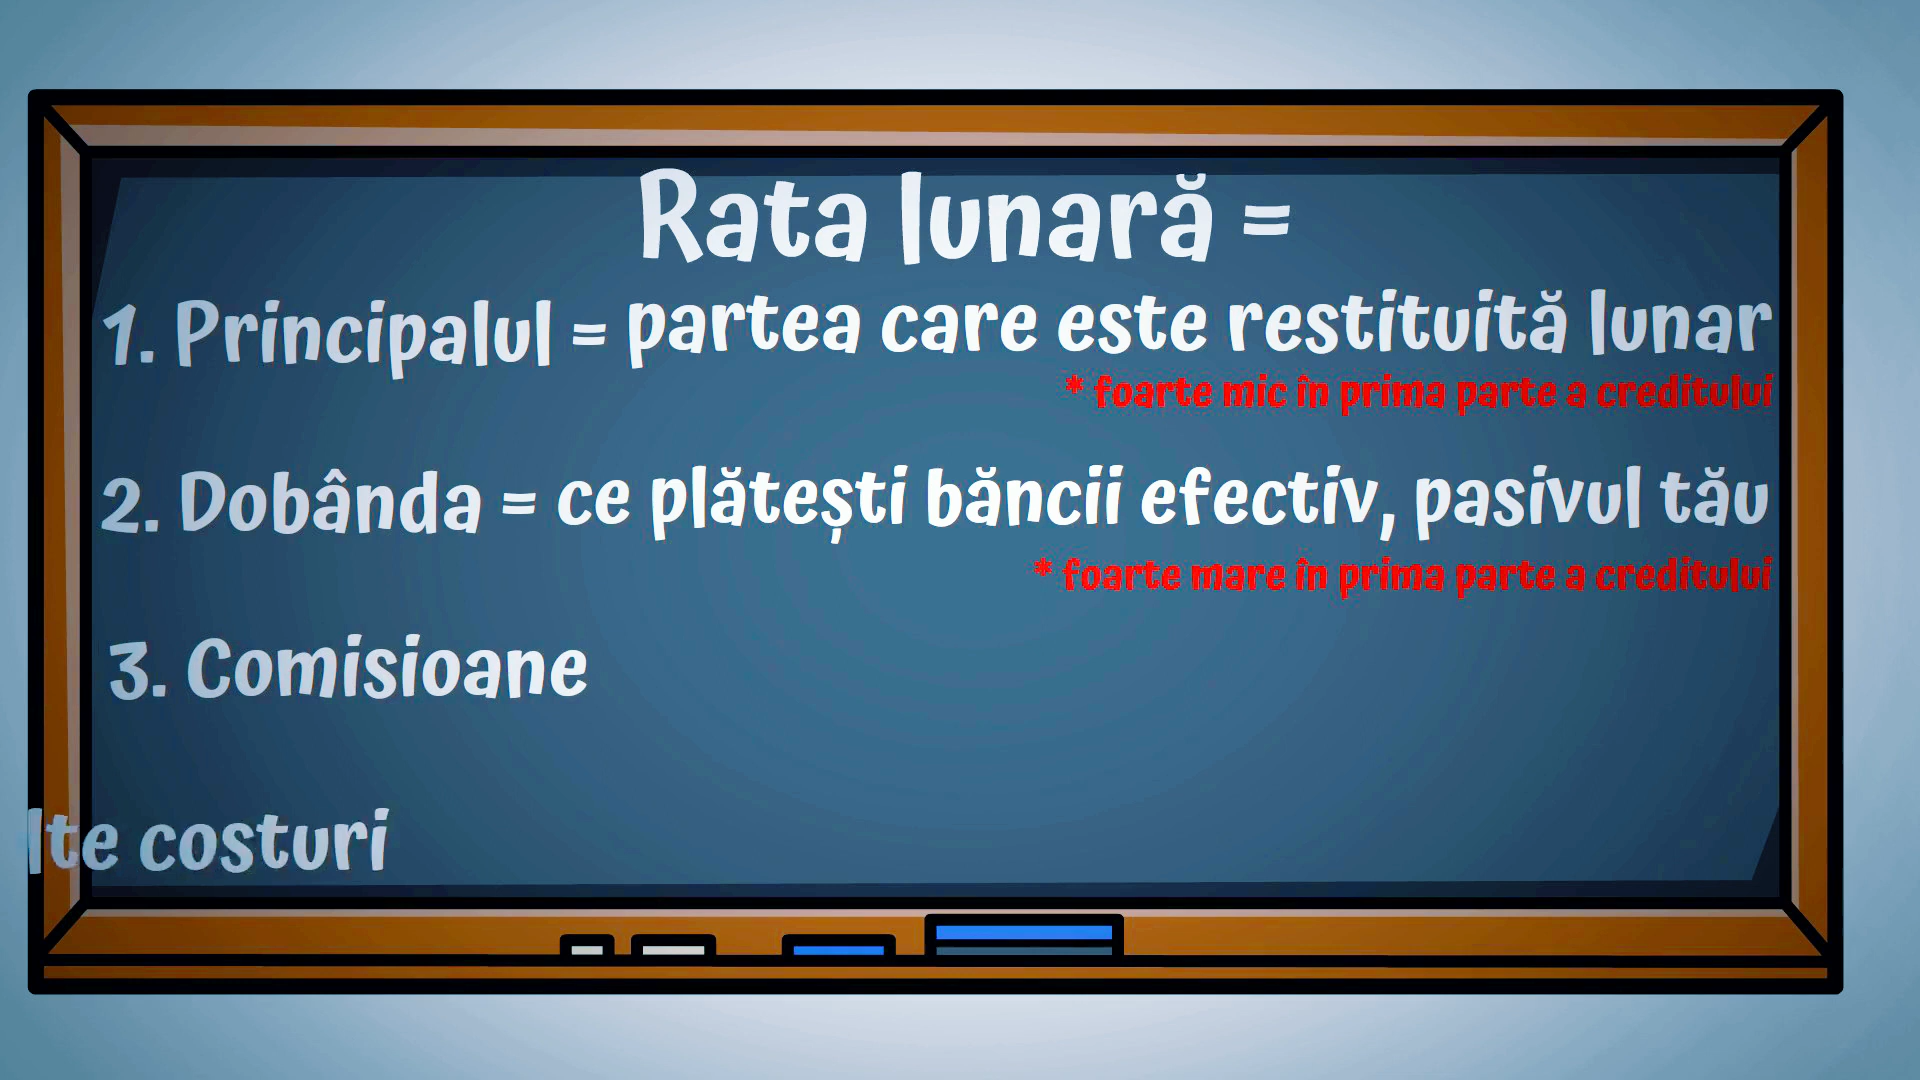 Rata lunară =
1. Principalul = partea care este restituită lunar
* foarte mic în prima parte a creditului
2. Dobânda = ce plătești băncii efectiv, pasivul tău
* foarte mare în prima parte a creditului
3. Comisioane
lte costuri